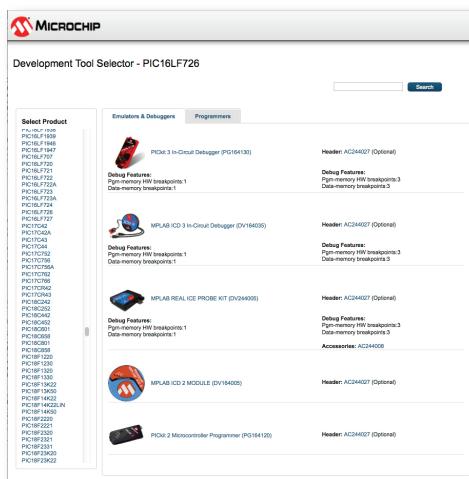 MICROCHIP
Development Tool Selector - PIC16LF726
Search
Select Product
PIC16LF1938
PIC16LF1939
PIC16LF1946
PIC16LF1947
PIC16LF707
PIC16LF720
PIC16LF721
PIC16LF722
PIC16LF722A
PIC16LF723
PIC16LF723A
PIC16LF724
PIC16LF726
PIC16LF727
PIC17C42
PIC17C42A
PIC17C43
PIC17C44
PIC17C752
PIC17C756
PIC17C756A
PIC17C762
PIC17C766
PIC17CR42
PIC17CR43
PIC18C242
PIC18C252
PIC18C442
PIC18C452
PIC18C601
PIC18C658
PIC18C801
PIC18C858
PIC18F1220
PIC18F1230
PIC18F1320
PIC18F1330
PIC18F13K22
PIC18F13K50
PIC18F14K22
PIC18F14K22LIN
PIC18F14K50
PIC18F2220
PIC18F2221
PIC18F2320
PIC18F2321
PIC18F2331
PIC18F23K20
PIC18F23K22
Emulators & Debuggers Programmers
PICkit 3 In-Circuit Debugger (PG164130) Header: AC244027 (Optional)
Debug Features: Debug Features:
Pgm-memory HW breakpoints:1 Pgm-memory HW breakpoints:3
Data-memory breakpoints:1 Data-memory breakpoints:3
MPLAB ICD 3 In-Circuit Debugger (DV164035) Header: AC244027 (Optional)
Debug Features: Debug Features:
Pgm-memory HW breakpoints:1 Pgm-memory HW breakpoints:3
Data-memory breakpoints:1 Data-memory breakpoints:3
MPLAB REAL ICE PROBE KIT (DV244005) Header: AC244027 (Optional)
Debug Features: Debug Features:
Pgm-memory HW breakpoints:1 Pgm-memory HW breakpoints:3
Data-memory breakpoints:1 Data-memory breakpoints:3
Accessories: AC244008
MPLAB ICD 2 MODULE (DV164005) Header: AC244027 (Optional)
PICkit 2 Microcontroller Programmer (PG164120) Header: AC244027 (Optional)